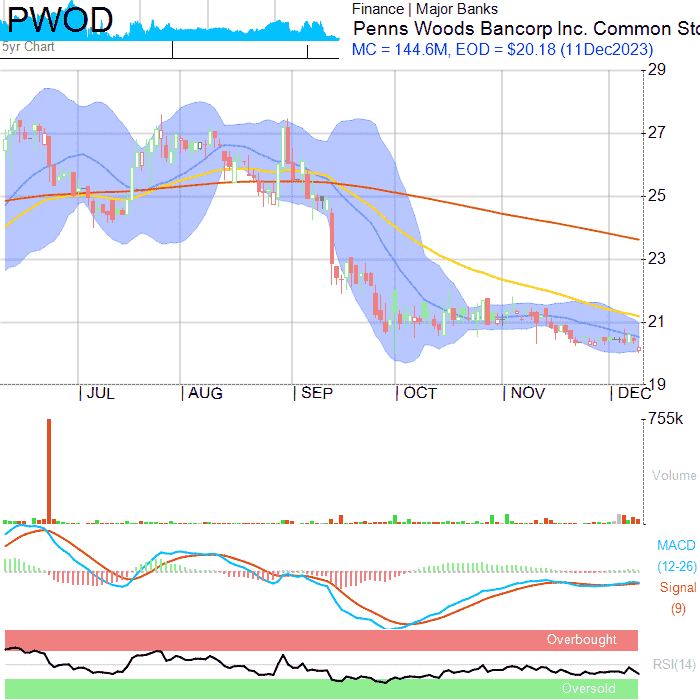 PWOD
5yr Chart
Finance | Major Banks
Penns Woods Bancorp Inc. Common Sto
MC = 144.6M, EOD = $20.18 (11Dec2023)
29
27
25
23
21
19
JUL AUG SEP OCT NOV DEC
755k
Volume
MACD
(12-26)
Signal
(9)
Overbought
RSI(14)
Oversold